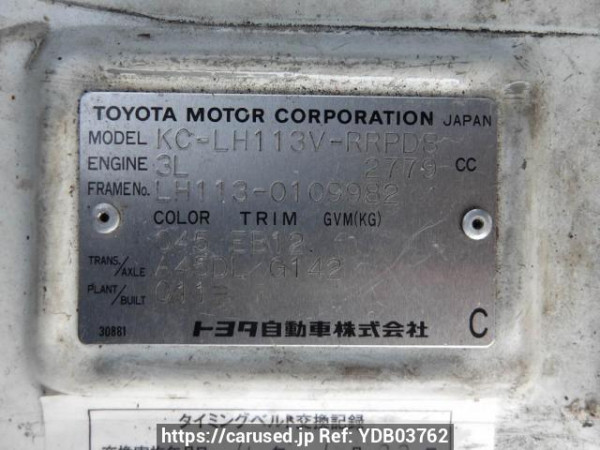 TOYOTA MOTOR CORPORATION JAPAN
MODEL KC-LH113V-RRPDS
ENGINE 3L 2779 CC
FRAME No. LH113-0109982
COLOR TRIM GVM(KG)
045 EB12
TRANS./AXLE A45DL G142
PLANT/BUILT
30881 トヨタ自動車株式会社 C
タイミングベルト交換記録
https://carused.jp Ref: YDB03762